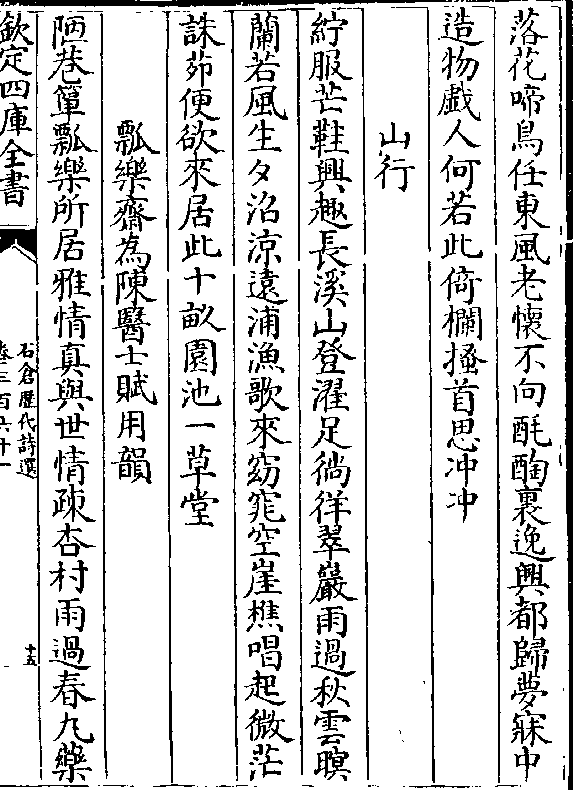 落花啼鳥任東風老懷不向酕醄裏逸興都歸夢寐中
造物戲人何若此倚欄搔首思冲冲
山行
紵服芒鞋興趣長溪山登濯足徜徉翠巖雨過秋雲暝
蘭若風生夕治涼遠浦漁歌來窈窕空崖樵唱起微茫
誅茆便欲來居此十畝園池一草堂
瓢樂齋為陳醫士賦用韻
陋巷簞瓢樂所居雅情真與世情疎杏村雨過春丸藥
欽定四庫全書
石倉歷代詩選
卷三百六十一
十五